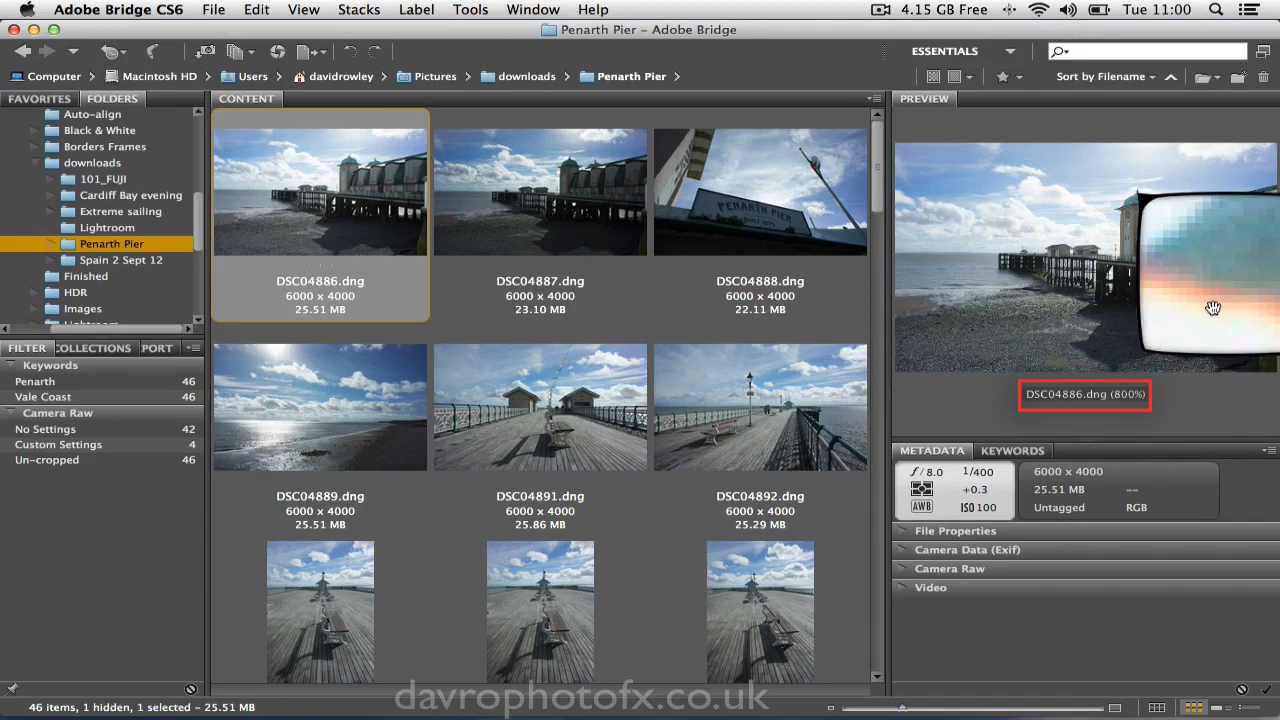 Adobe Bridge CS6 File Edit View Stacks Label Tools Window Help 4.15 GB Free Tue 11:00
Penarth Pier – Adobe Bridge
ESSENTIALS
Computer Macintosh HD Users davidrowley Pictures downloads Penarth Pier Sort by Filename
FAVORITES FOLDERS
Auto-align
Black & White
Borders Frames
downloads
101_FUJI
Cardiff Bay evening
Extreme sailing
Lightroom
Penarth Pier
Spain 2 Sept 12
Finished
HDR
Images
FILTER COLLECTIONS PORT
Keywords
Penarth 46
Vale Coast 46
Camera Raw
No Settings 42
Custom Settings 4
Un-cropped 46
CONTENT
PENARTH PIER
DSC04886.dng
6000 x 4000
25.51 MB
DSC04887.dng
6000 x 4000
23.10 MB
DSC04888.dng
6000 x 4000
22.11 MB
DSC04889.dng
6000 x 4000
25.51 MB
DSC04891.dng
6000 x 4000
25.86 MB
DSC04892.dng
6000 x 4000
25.29 MB
PREVIEW
DSC04886.dng (800%)
METADATA KEYWORDS
ƒ/8.0 1/400
+0.3
AWB ISO 100
6000 x 4000
25.51 MB --
Untagged RGB
File Properties
Camera Data (Exif)
Camera Raw
Video
davrophotofx.co.uk
46 items, 1 hidden, 1 selected – 25.51 MB